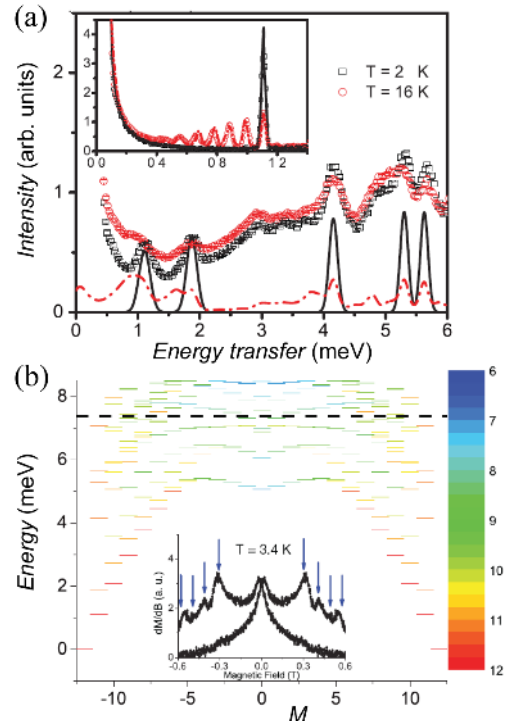 (a)
Intensity (arb. units)
2
1
0
0 1 2 3 4 5 6
Energy transfer (meV)
T = 2 K
T = 16 K
4
3
2
1
0
0.0 0.4 0.8 1.2
(b)
Energy (meV)
8
6
4
2
0
-10 -5 0 5 10
M
6
7
8
9
10
11
12
T = 3.4 K
dM/dB (a. u.)
4
2
0
-0.6 -0.3 0.0 0.3 0.6
Magnetic Field (T)